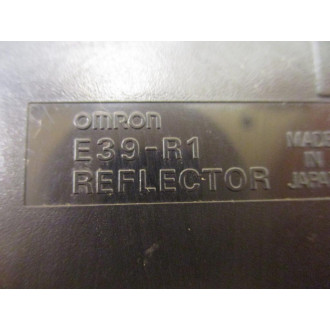 OMRON
E39-R1
REFLECTOR
MADE
IN
JAPAN